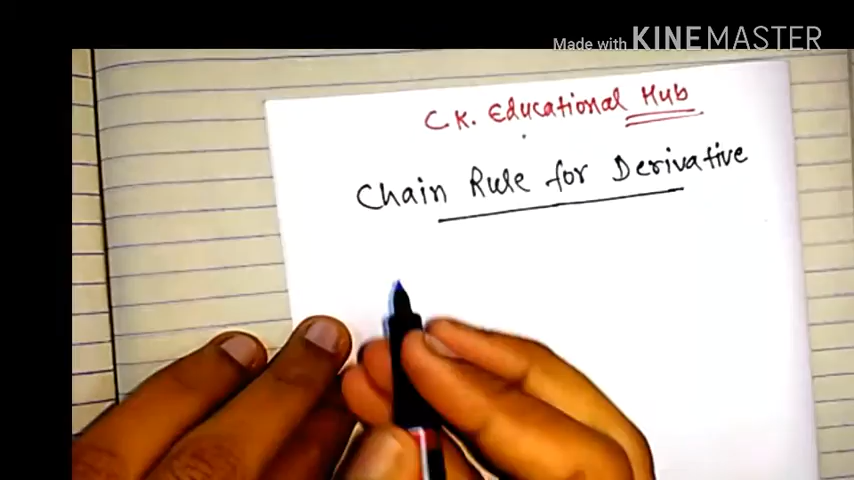 Made with KINEMASTER
C K. Educational Hub
Chain Rule for Derivative